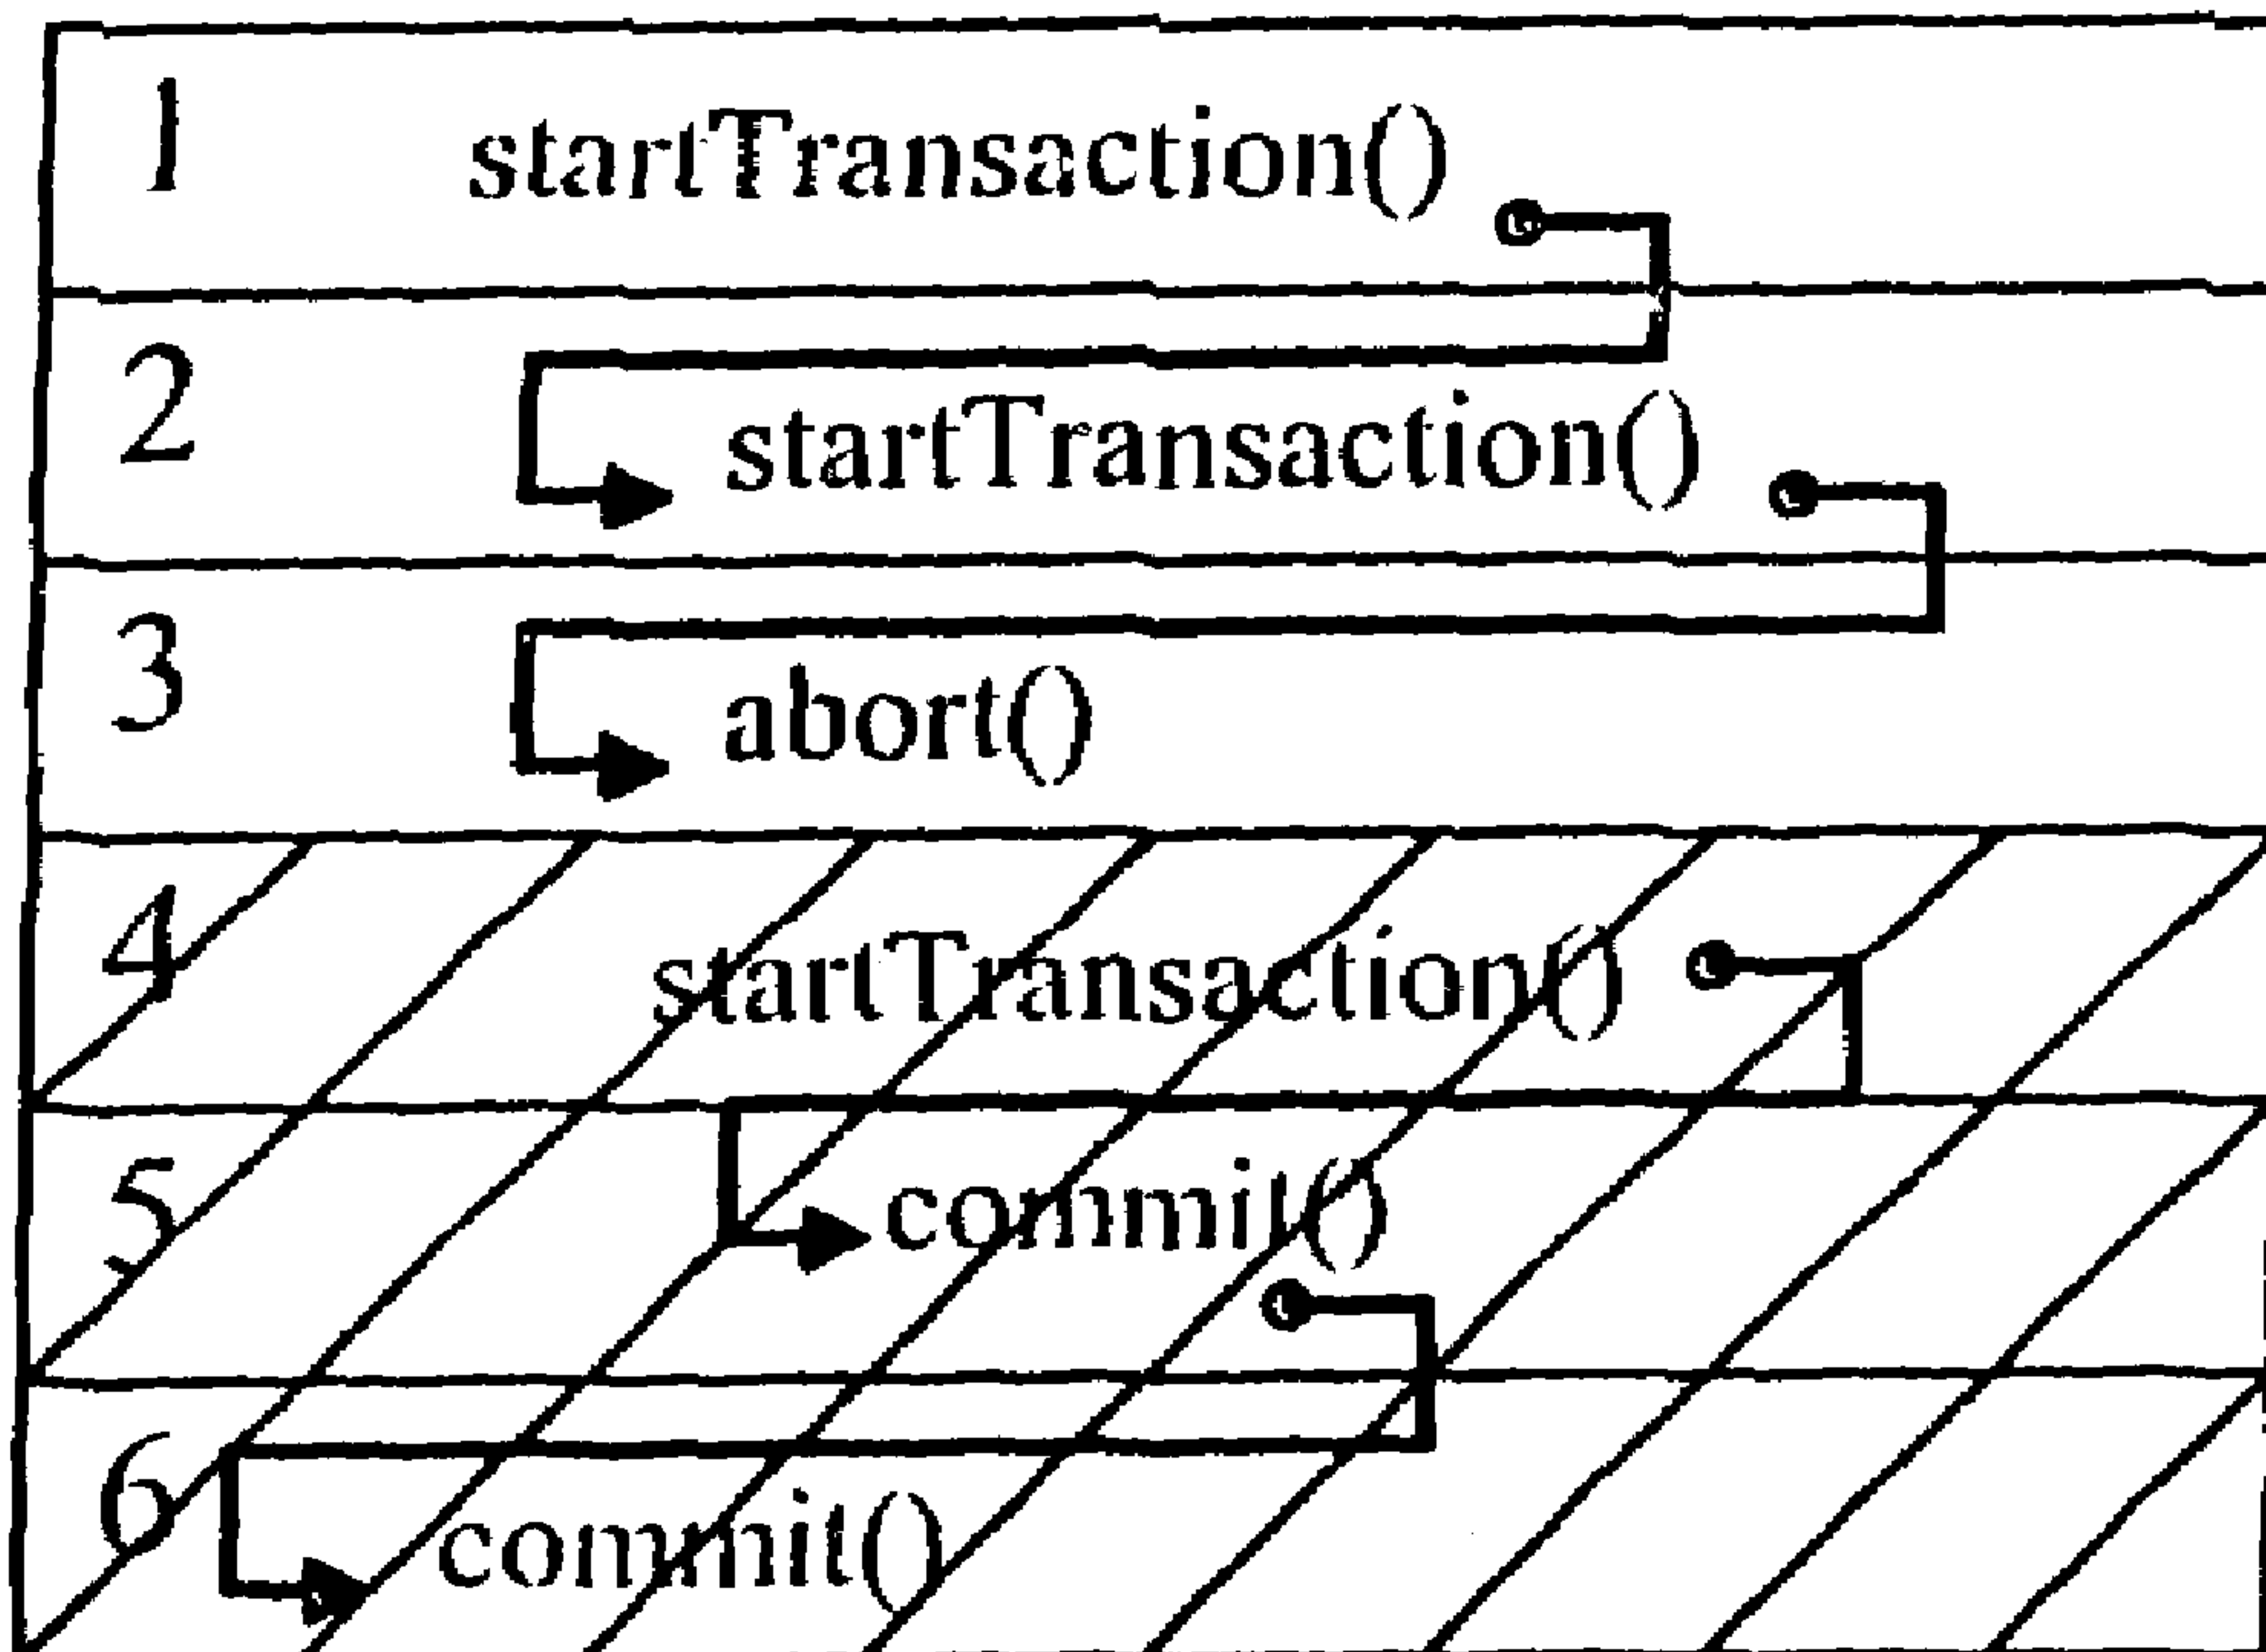 1 startTransaction()
2 startTransaction()
3 abort()
4 startTransaction()
5 commit()
6 commit()